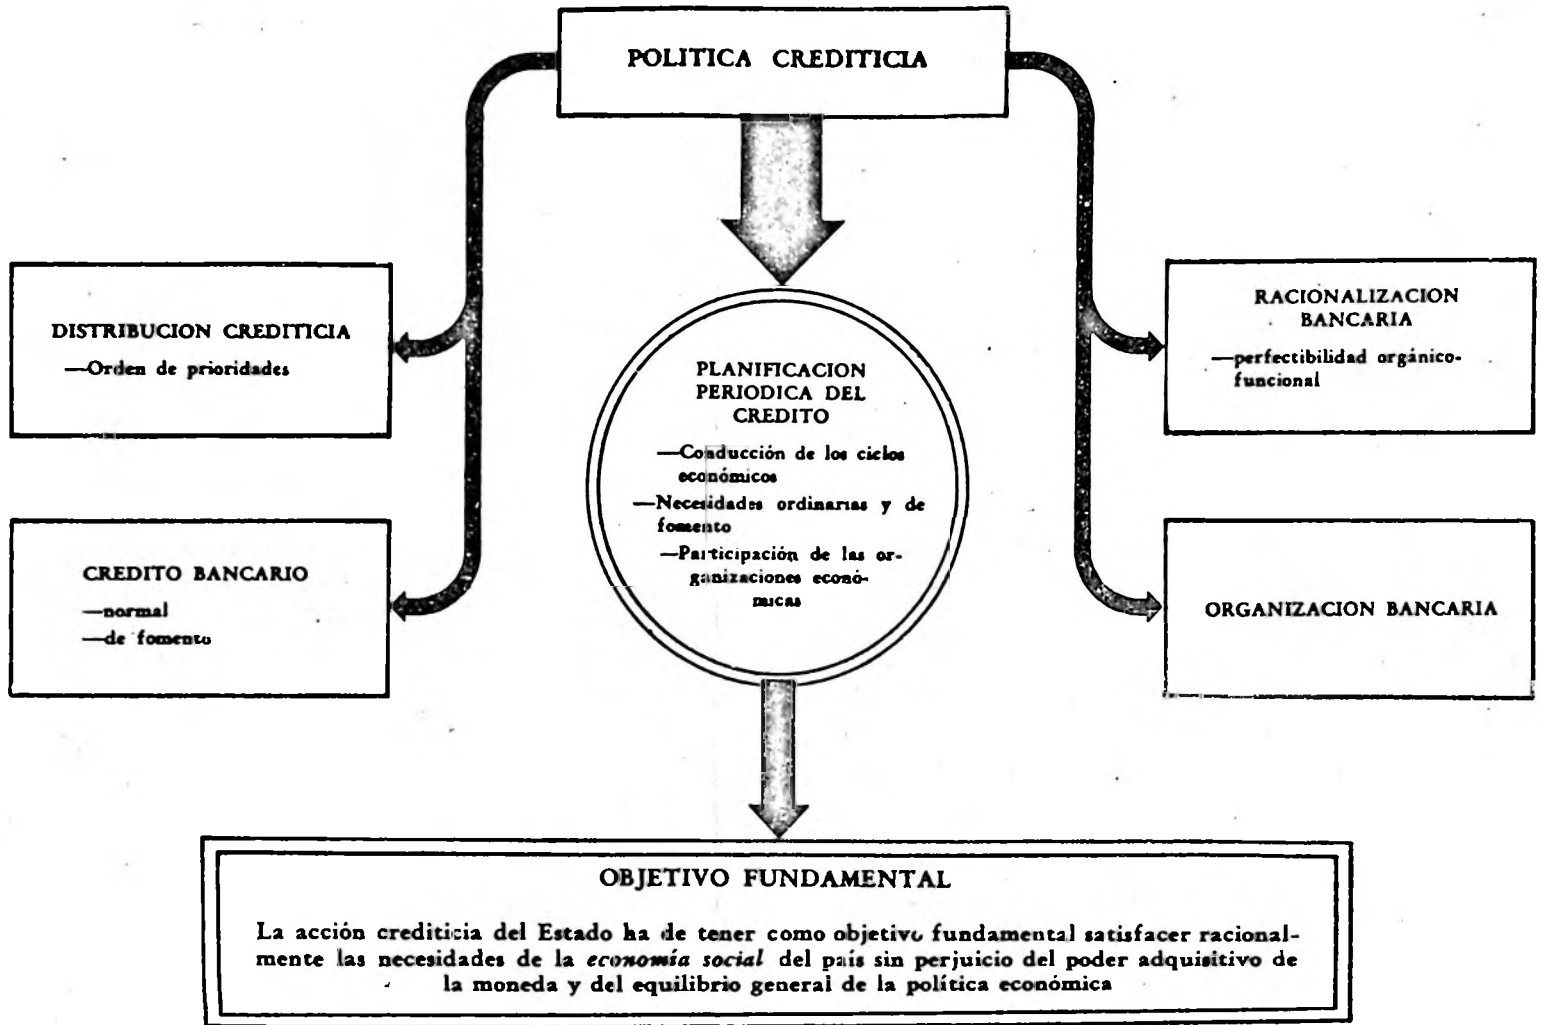 POLITICA CREDITICIA
DISTRIBUCION CREDITICIA
—Orden de prioridades
CREDITO BANCARIO
—normal
—de fomento
PLANIFICACION
PERIODICA DEL
CREDITO
—Conducción de los ciclos
económicos
—Necesidades ordinarias y de
fomento
—Participación de las or-
ganizaciones econó-
micas
RACIONALIZACION
BANCARIA
—perfectibilidad orgánico-
funcional
ORGANIZACION BANCARIA
OBJETIVO FUNDAMENTAL
La acción crediticia del Estado ha de tener como objetivo fundamental satisfacer racional-
mente las necesidades de la economía social del país sin perjuicio del poder adquisitivo de
la moneda y del equilibrio general de la política económica